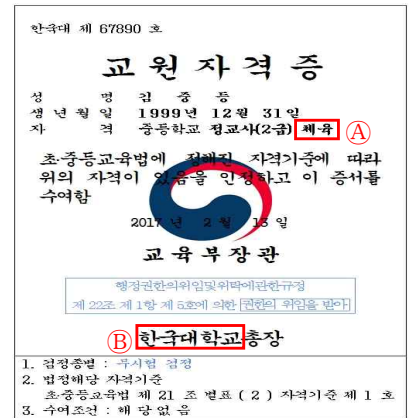 한국대 제 67890 호
교원자격증
성 명 김 중 등
생 년 월 일 1999년 12월 31일
자 격 중등학교 정교사(2급) 체육 Ⓐ
초·중등교육법에 정해진 자격기준에 따라
위의 자격이 있음을 인정하고 이 증서를
수여함
2017 년 2 월 13 일
교육부장관
행정권한의위임및위탁에관한규정
제 22조 제 1항 제 5호에 의한 권한의 위임을 받아
Ⓑ 한국대학교총장
1. 검정종별 : 무시험 검정
2. 법정해당 자격기준
초·중등교육법 제 21 조 별표 ( 2 ) 자격기준 제 1 호
3. 수여조건 : 해 당 없 음